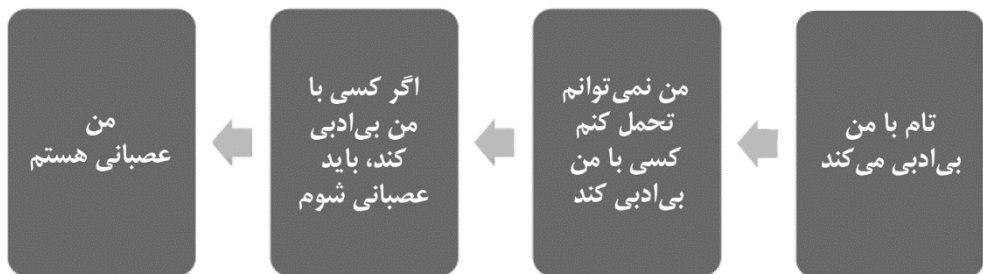 تام با من
بی‌ادبی می‌کند
من نمی‌توانم
تحمل کنم
کسی با من
بی‌ادبی کند
اگر کسی با
من بی‌ادبی
کند، باید
عصبانی شوم
من
عصبانی هستم